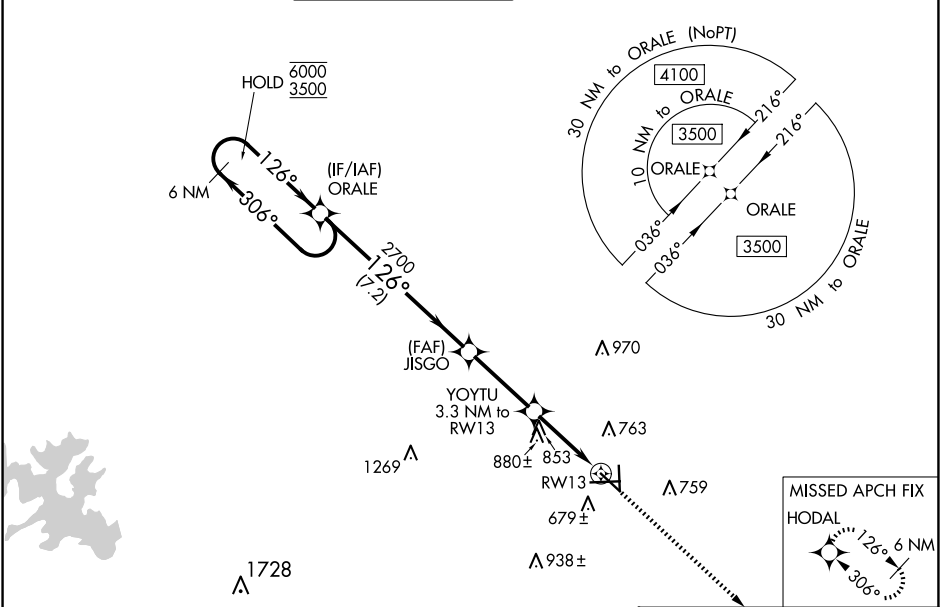 HOLD 6000
3500
126°
306°
6 NM
(IF/IAF)
ORALE
2700
126°
(7.2)
(FAF)
JISGO
YOYTU
3.3 NM to
RW13
880±
853
RW13
679±
938±
970
763
759
1269
1728
30 NM to ORALE (NoPT)
4100
10 NM to ORALE
3500
ORALE
216°
036°
216°
036°
ORALE
3500
30 NM to ORALE
MISSED APCH FIX
HODAL
126°
306°
6 NM